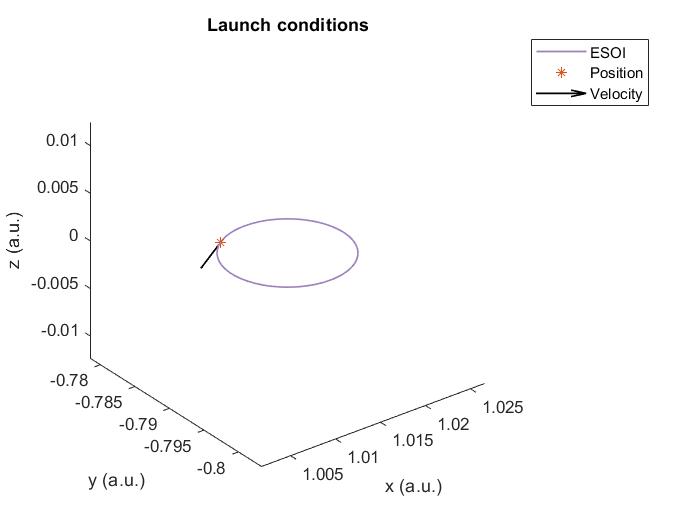 Launch conditions
ESOI
Position
Velocity
0.01
0.005
0
-0.005
-0.01
z (a.u.)
-0.78
-0.785
-0.79
-0.795
-0.8
y (a.u.)
1.005
1.01
1.015
1.02
1.025
x (a.u.)